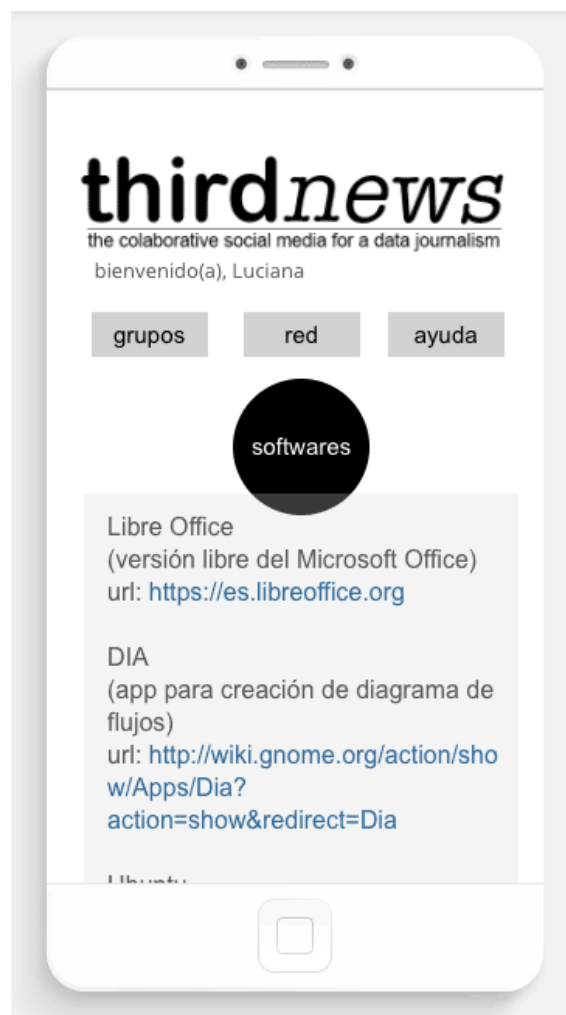 thirdnews
the colaborative social media for a data journalism
bienvenido(a), Luciana
grupos red ayuda
softwares
Libre Office
(versión libre del Microsoft Office)
url: https://es.libreoffice.org
DIA
(app para creación de diagrama de
flujos)
url: http://wiki.gnome.org/action/sho
w/Apps/Dia?
action=show&redirect=Dia
Ubuntu